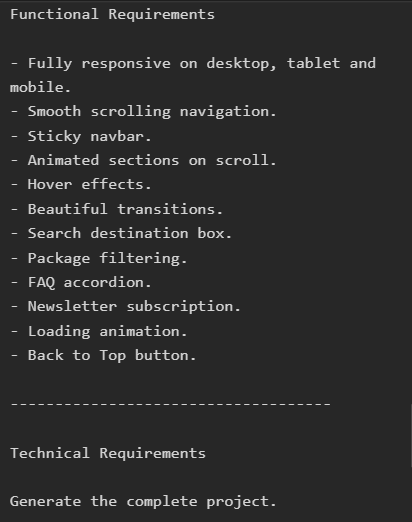 Functional Requirements
- Fully responsive on desktop, tablet and
mobile.
- Smooth scrolling navigation.
- Sticky navbar.
- Animated sections on scroll.
- Hover effects.
- Beautiful transitions.
- Search destination box.
- Package filtering.
- FAQ accordion.
- Newsletter subscription.
- Loading animation.
- Back to Top button.
------------------------------------
Technical Requirements
Generate the complete project.